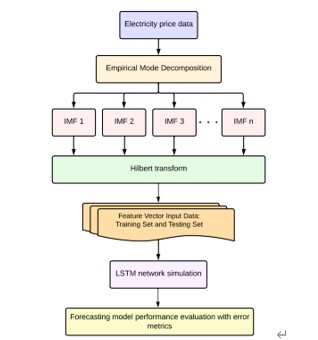 Electricity price data
Empirical Mode Decomposition
IMF 1 IMF 2 IMF 3 . . . IMF n
Hilbert transform
Feature Vector Input Data:
Training Set and Testing Set
LSTM network simulation
Forecasting model performance evaluation with error
metrics